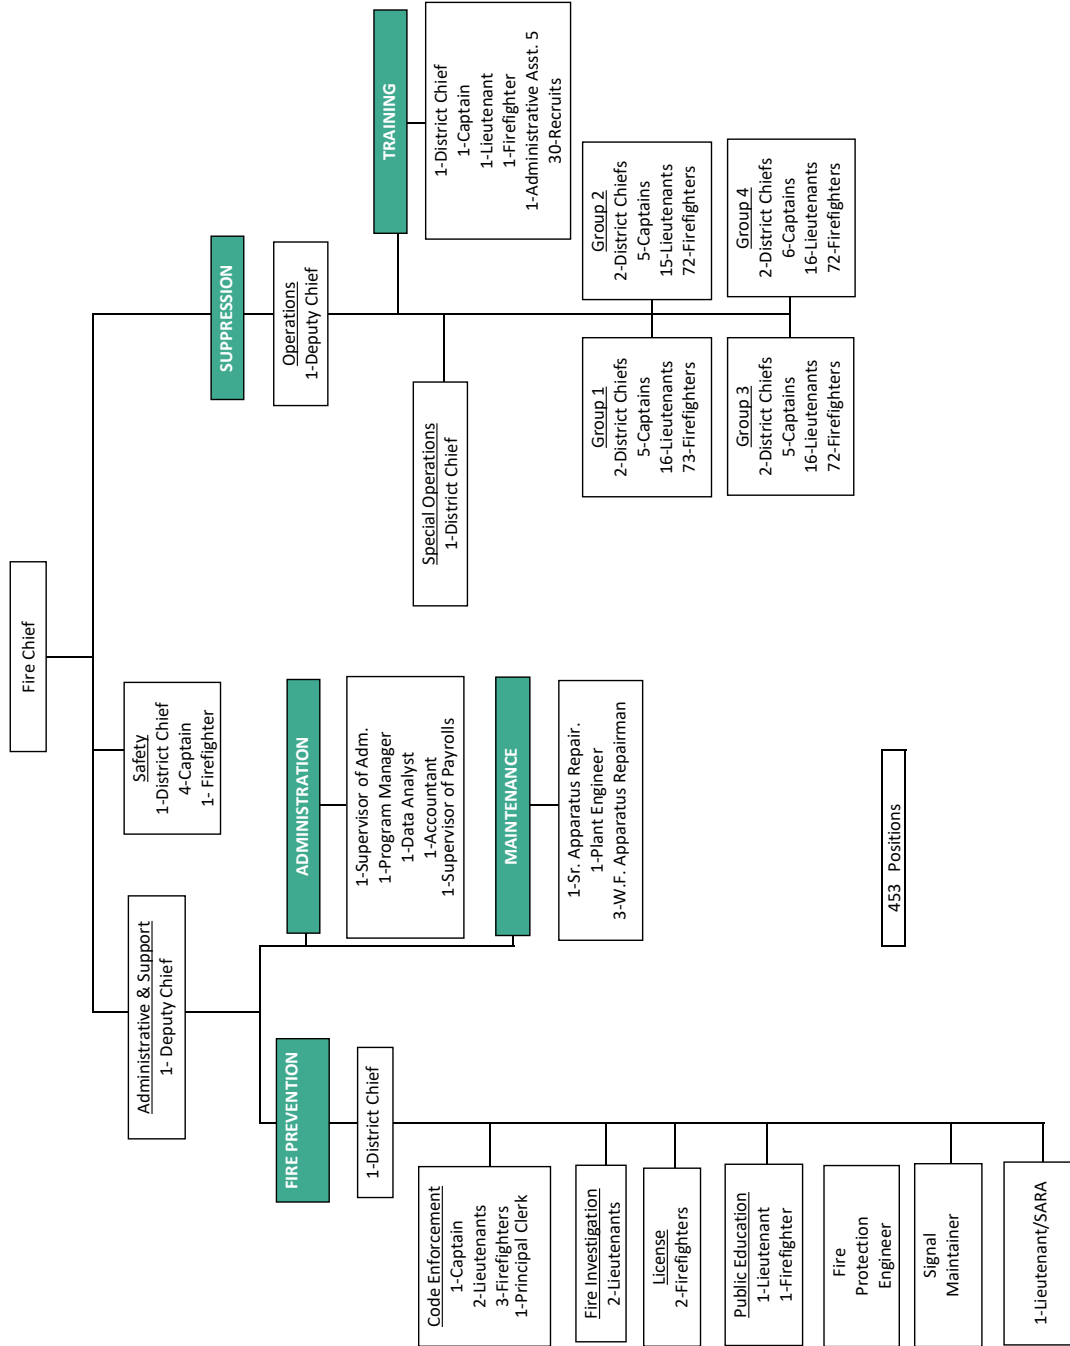 Fire Chief
Administrative & Support
1- Deputy Chief
Safety
1-District Chief
4-Captain
1- Firefighter
SUPPRESSION
Operations
1-Deputy Chief
FIRE PREVENTION
1-District Chief
ADMINISTRATION
1-Supervisor of Adm.
1-Program Manager
1-Data Analyst
1-Accountant
1-Supervisor of Payrolls
MAINTENANCE
1-Sr. Apparatus Repair.
1-Plant Engineer
3-W.F. Apparatus Repairman
TRAINING
1-District Chief
1-Captain
1-Lieutenant
1-Firefighter
1-Administrative Asst. 5
30-Recruits
Special Operations
1-District Chief
Code Enforcement
1-Captain
2-Lieutenants
3-Firefighters
1-Principal Clerk
Fire Investigation
2-Lieutenants
License
2-Firefighters
Public Education
1-Lieutenant
1-Firefighter
Fire
Protection
Engineer
Signal
Maintainer
1-Lieutenant/SARA
Group 1
2-District Chiefs
5-Captains
16-Lieutenants
73-Firefighters
Group 2
2-District Chiefs
5-Captains
15-Lieutenants
72-Firefighters
Group 3
2-District Chiefs
5-Captains
16-Lieutenants
72-Firefighters
Group 4
2-District Chiefs
6-Captains
16-Lieutenants
72-Firefighters
453 Positions